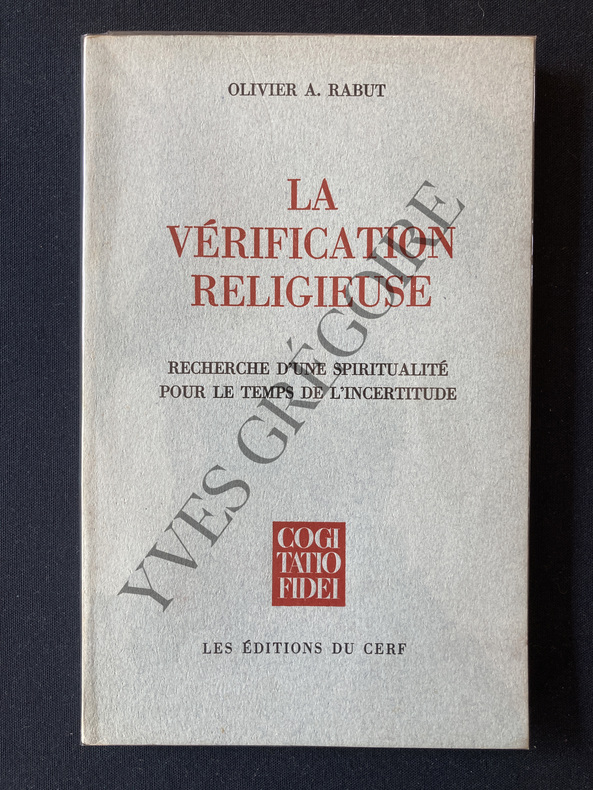 OLIVIER A. RABUT
LA
VÉRIFICATION
RELIGIEUSE
RECHERCHE D'UNE SPIRITUALITÉ
POUR LE TEMPS DE L'INCERTITUDE
YVES GRÉGOIRE
COGI
TATIO
FIDEI
LES ÉDITIONS DU CERF